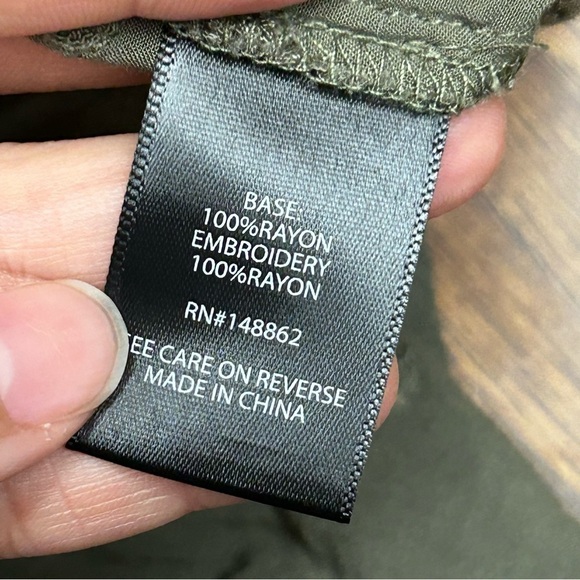 BASE
100%RAYON
EMBROIDERY
100%RAYON
RN#148862
EE CARE ON REVERSE
MADE IN CHINA